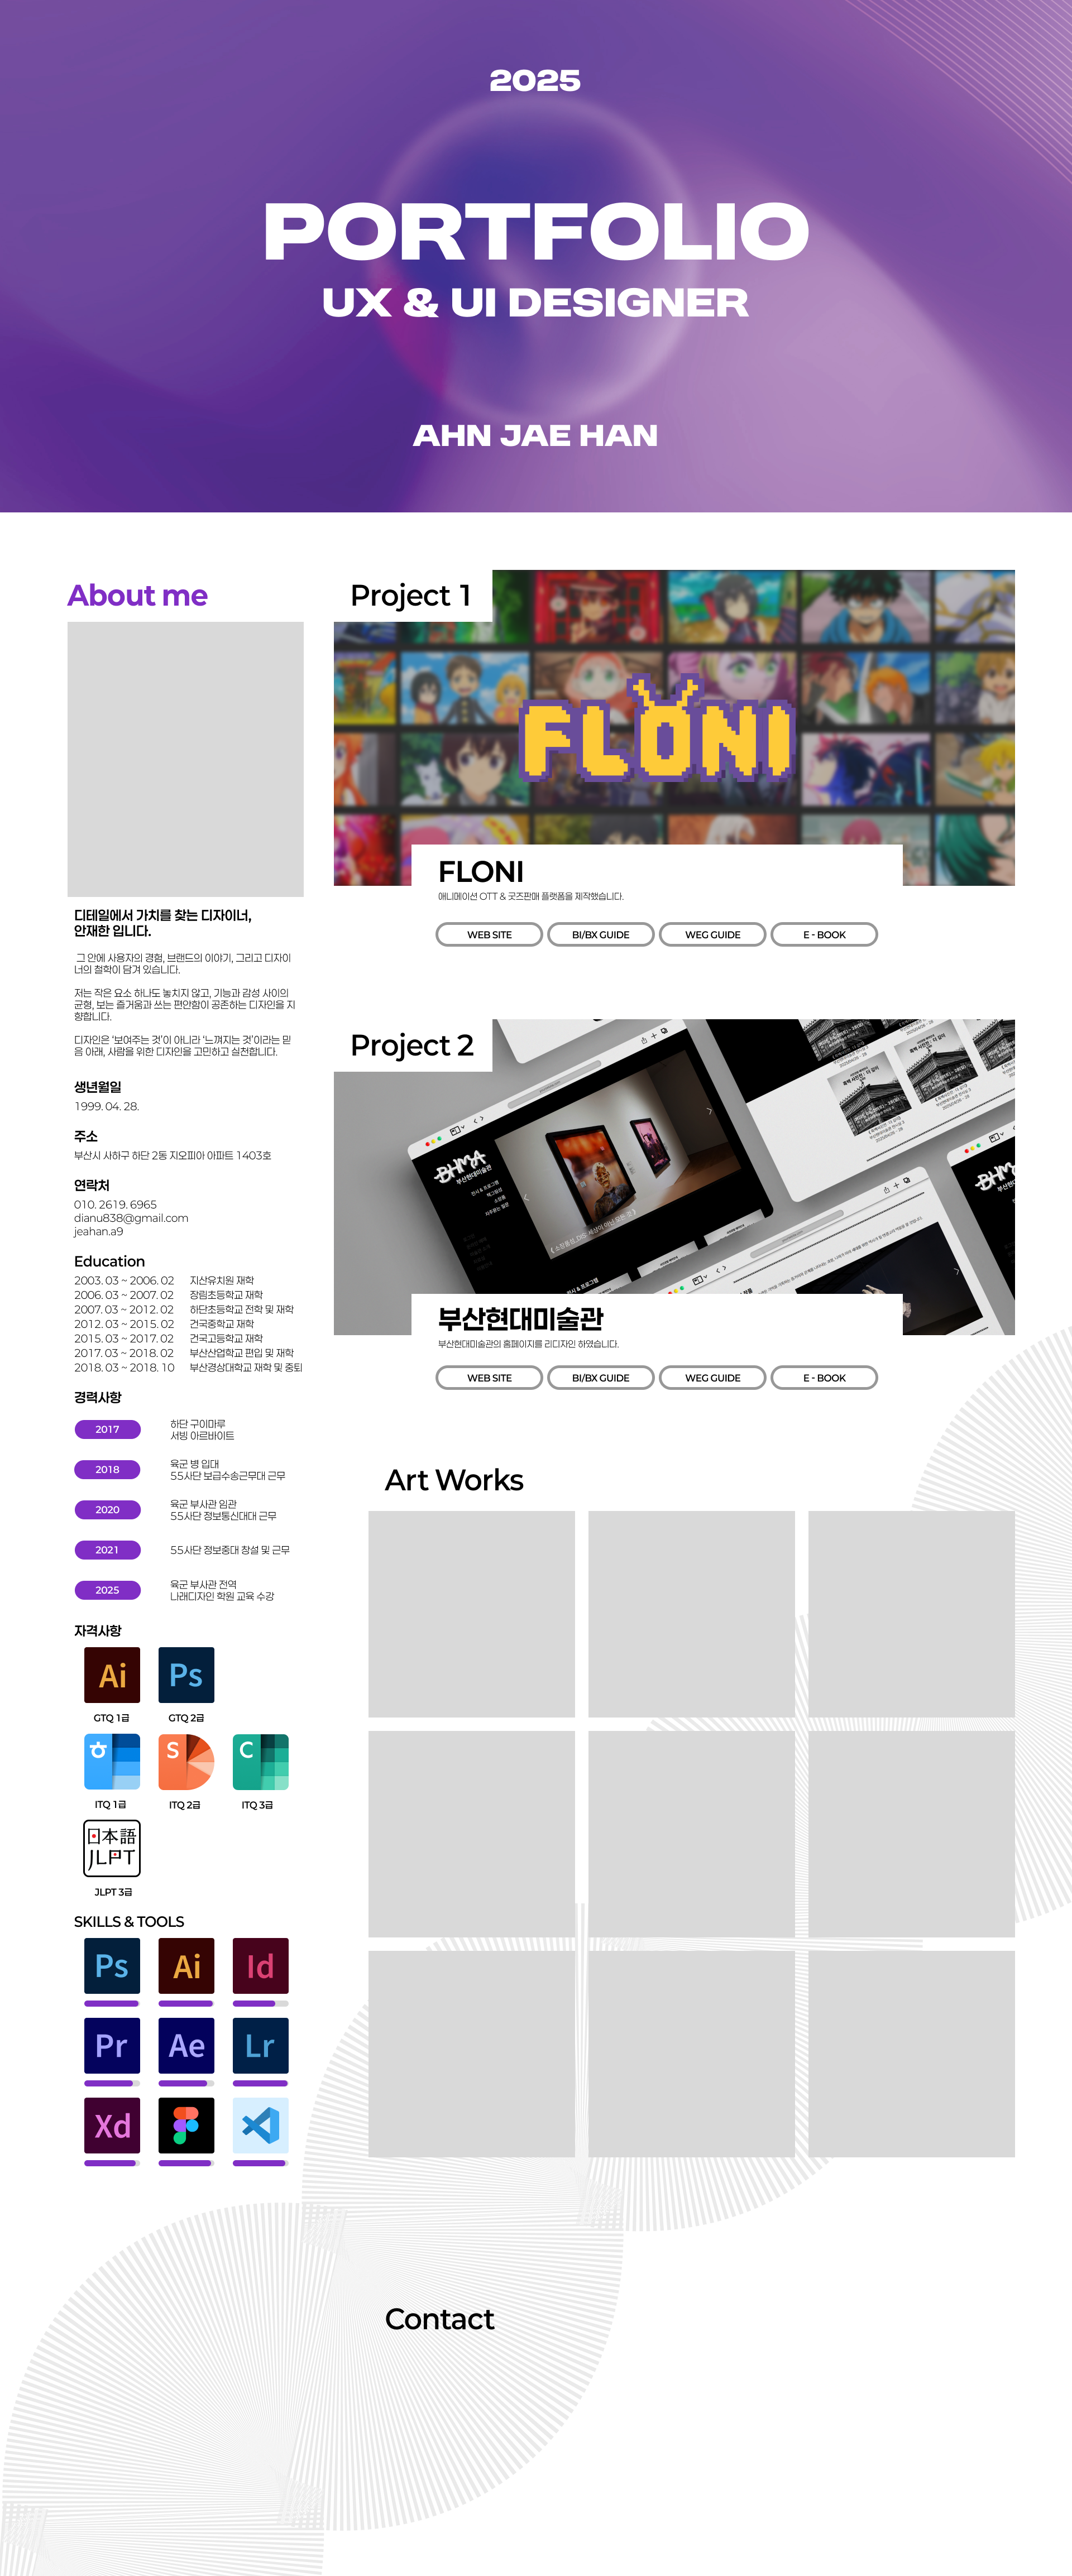 2025
PORTFOLIO
UX & UI DESIGNER
AHN JAE HAN
About me
디테일에서 가치를 찾는 디자이너,
안재한 입니다.
그 안에 사용자의 경험, 브랜드의 이야기, 그리고 디자이
너의 철학이 담겨 있습니다.
저는 작은 요소 하나도 놓치지 않고, 기능과 감성 사이의
균형, 보는 즐거움과 쓰는 편안함이 공존하는 디자인을 지
향합니다.
디자인은 '보여주는 것'이 아니라 '느껴지는 것'이라는 믿
음 아래, 사람을 위한 디자인을 고민하고 실천합니다.
생년월일
1999. 04. 28.
주소
부산시 사하구 하단 2동 지오피아 아파트 1403호
연락처
010. 2619. 6965
dianu838@gmail.com
jeahan.a9
Education
2003. 03 ~ 2006. 02 지산유치원 재학
2006. 03 ~ 2007. 02 장림초등학교 재학
2007. 03 ~ 2012. 02 하단초등학교 전학 및 재학
2012. 03 ~ 2015. 02 건국중학교 재학
2015. 03 ~ 2017. 02 건국고등학교 재학
2017. 03 ~ 2018. 02 부산산업학교 편입 및 재학
2018. 03 ~ 2018. 10 부산경상대학교 재학 및 중퇴
경력사항
2017 하단 구이마루
서빙 아르바이트
2018 육군 병 입대
55사단 보급수송근무대 근무
2020 육군 부사관 임관
55사단 정보통신대대 근무
2021 55사단 정보중대 창설 및 근무
2025 육군 부사관 전역
나래디자인 학원 교육 수강
자격사항
Ai Ps
GTQ 1급 GTQ 2급
ㅎ S C
ITQ 1급 ITQ 2급 ITQ 3급
日本語
JLPT
JLPT 3급
SKILLS & TOOLS
Ps Ai Id
Pr Ae Lr
Xd
Project 1
FLONI
FLONI
애니메이션 OTT & 굿즈판매 플랫폼을 제작했습니다.
WEB SITE BI/BX GUIDE WEG GUIDE E - BOOK
Project 2
BHMA
부산현대미술관
전시 & 프로그램
부산현대미술관
부산현대미술관의 홈페이지를 리디자인 하였습니다.
WEB SITE BI/BX GUIDE WEG GUIDE E - BOOK
Art Works
Contact